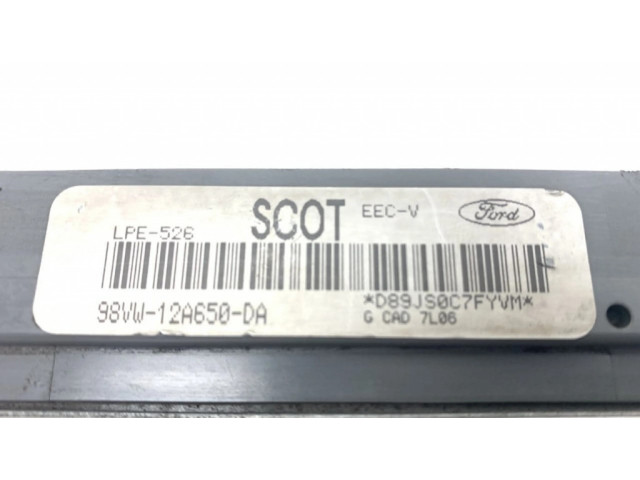 LPE-526 SCOT EEC-V Ford
98VW-12A650-DA *D89JS0C7FYVM*
G CAD 7L06